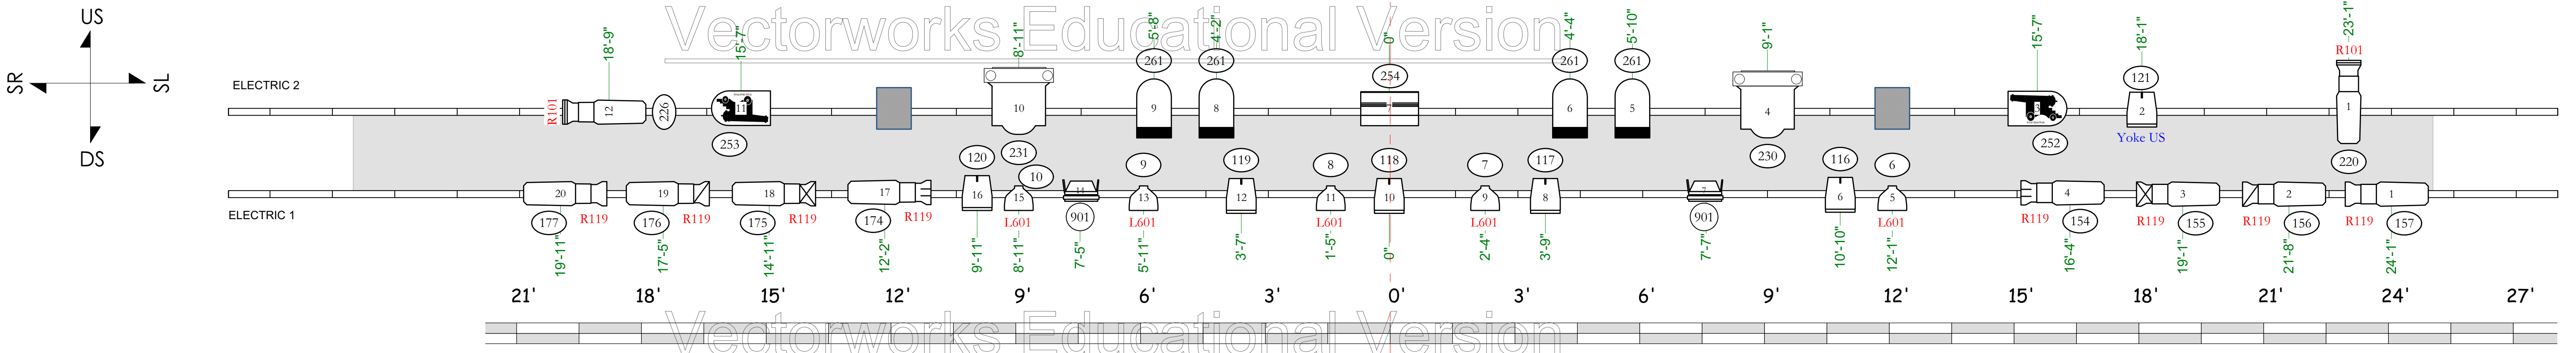 US
SR
SL
DS
Vectorworks Educational Version
18'-9" 15'-7" 8'-11" 5'-8" 4'-2" 0" 4'-4" 5'-10" 9'-1" 15'-7" 18'-1" 23'-1"
R101
261 261 254 261 261 121
ELECTRIC 2
R101 12 226 11 10 9 8 7 6 5 4 3 2 1
Yoke US
253 231 230 252 220
120 10 9 119 8 118 7 117 116 6
20 19 18 17 16 15 14 13 12 11 10 9 8 7 6 5 4 3 2 1
ELECTRIC 1
177 R119 176 R119 175 R119 174 R119 L601 901 L601 L601 L601 901 L601 R119 154 R119 155 R119 156 R119 157
19'-11" 17'-5" 14'-11" 12'-2" 9'-11" 8'-11" 7'-5" 5'-11" 3'-7" 1'-5" 0" 2'-4" 3'-9" 7'-7" 10'-10" 12'-1" 16'-4" 19'-1" 21'-8" 24'-1"
21' 18' 15' 12' 9' 6' 3' 0' 3' 6' 9' 12' 15' 18' 21' 24' 27'
Vectorworks Educational Version